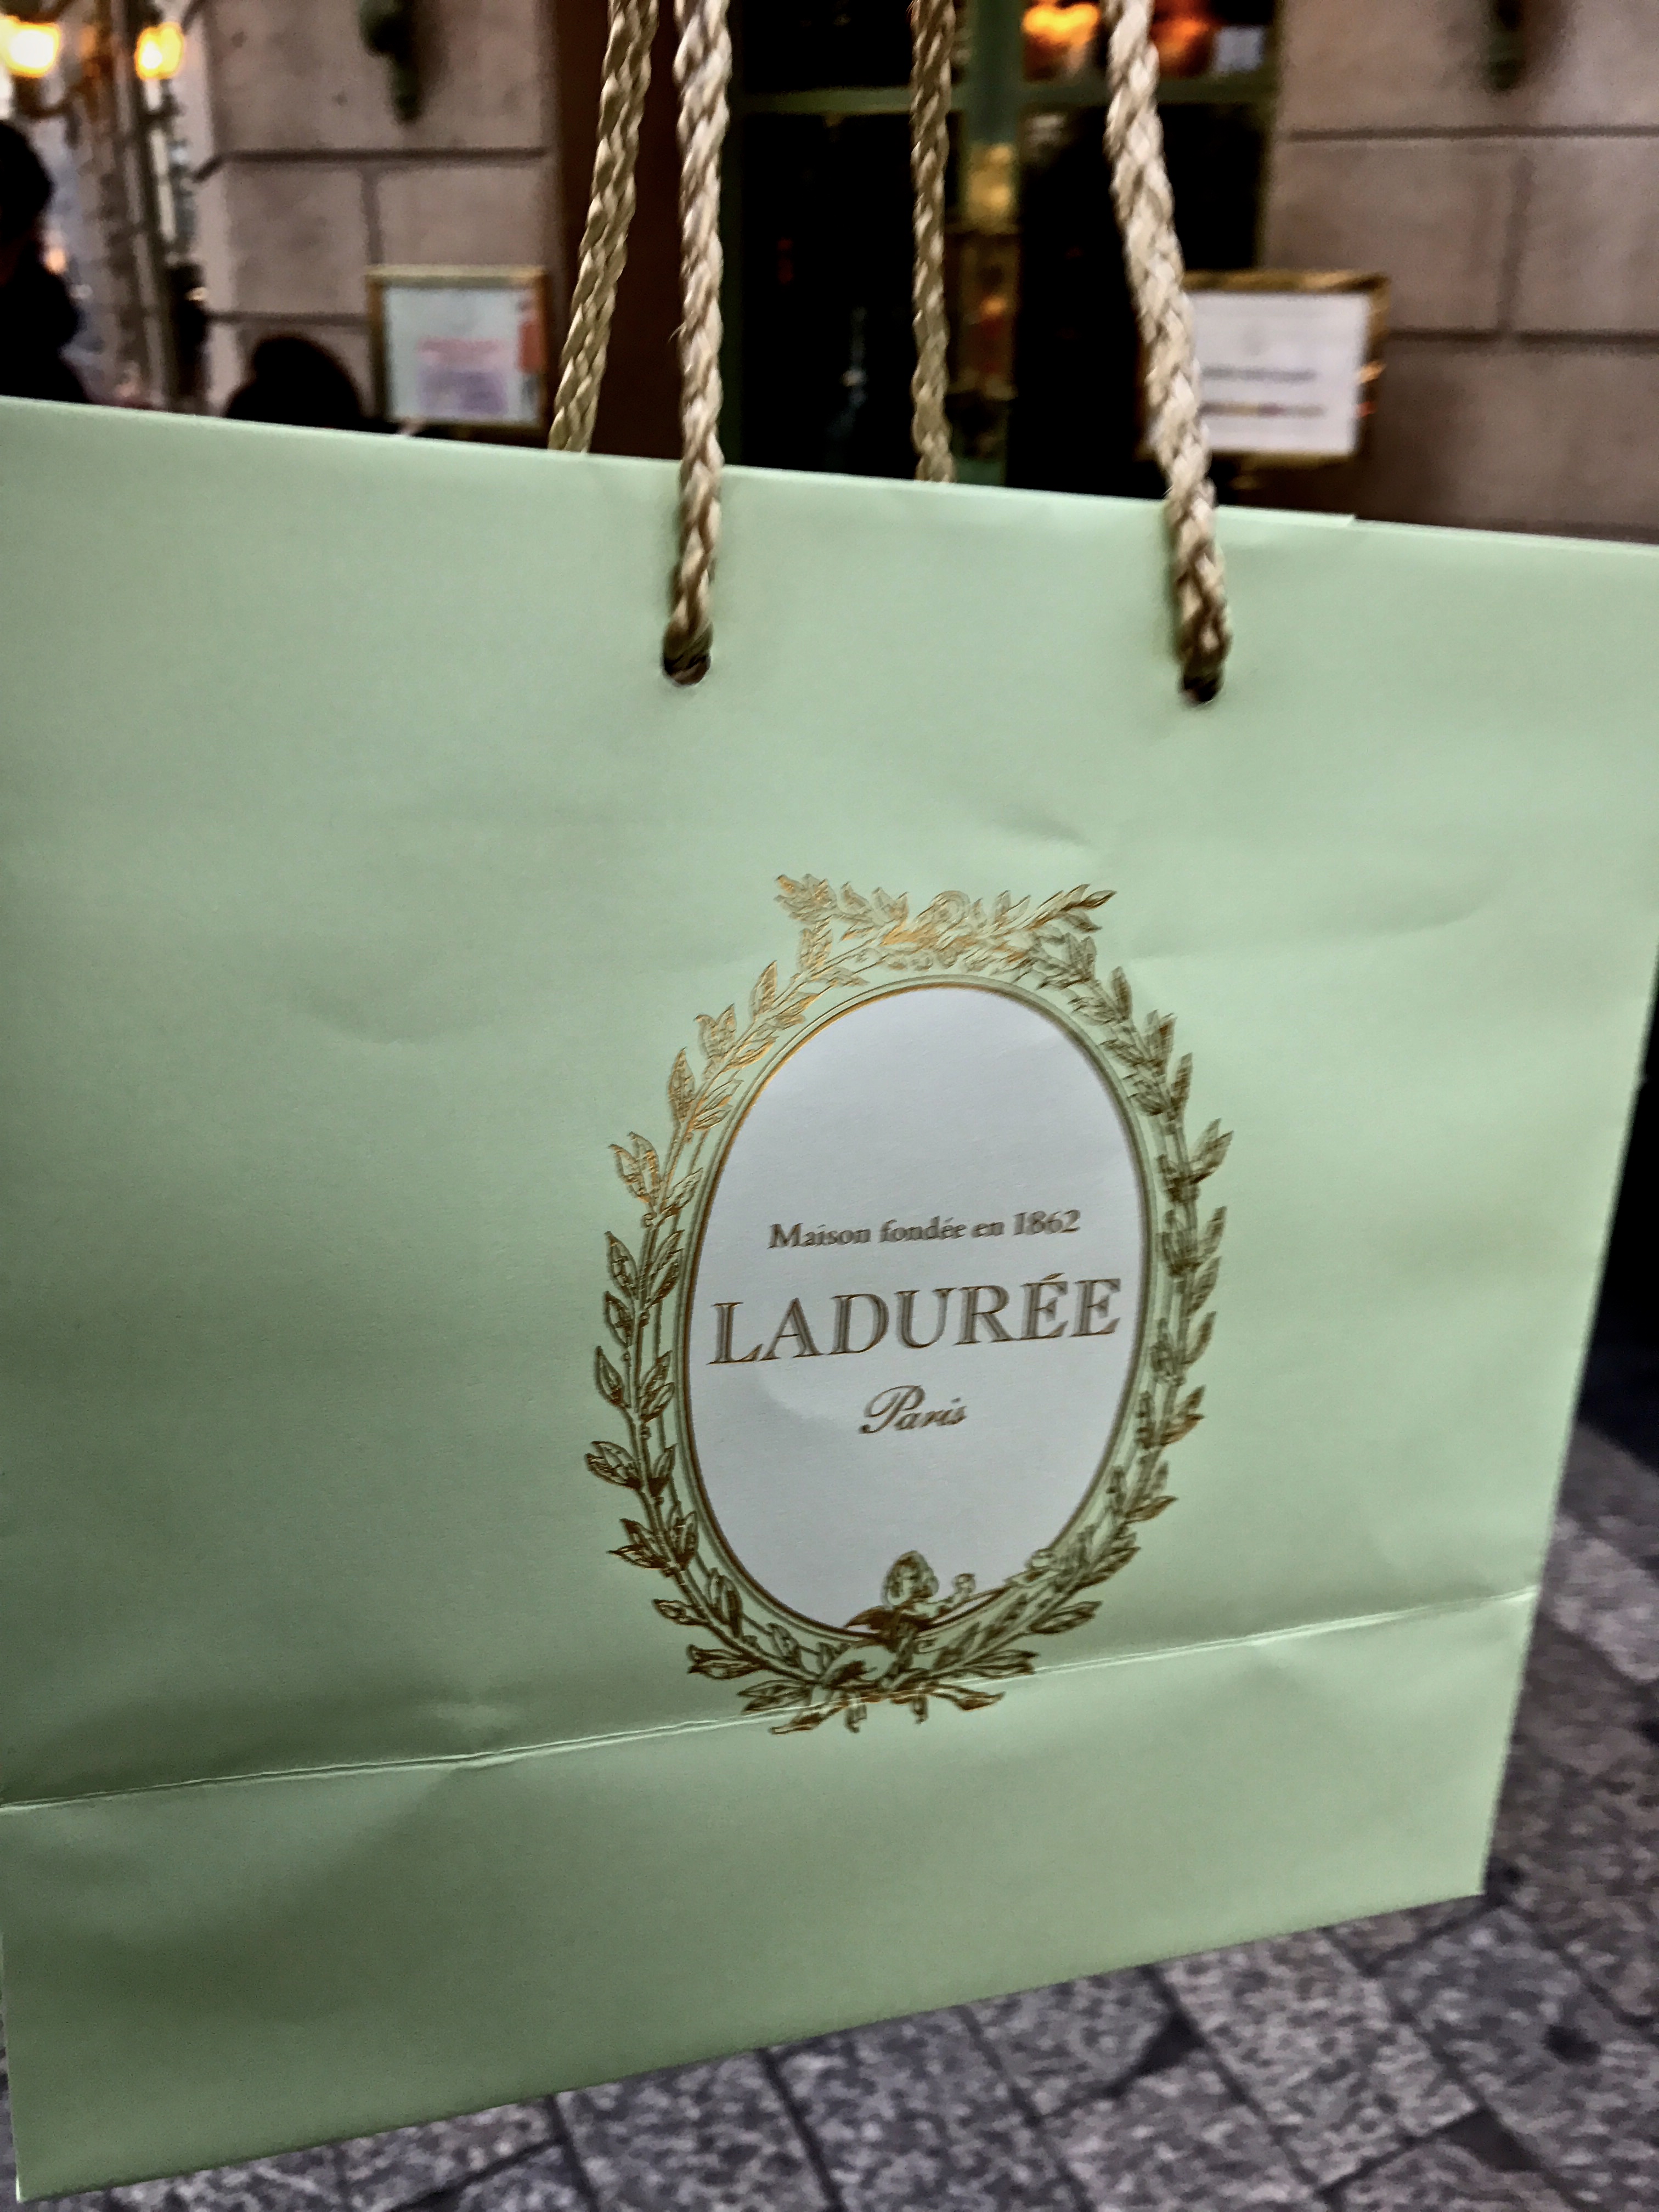 Maison fondée en 1862
LADURÉE
Paris